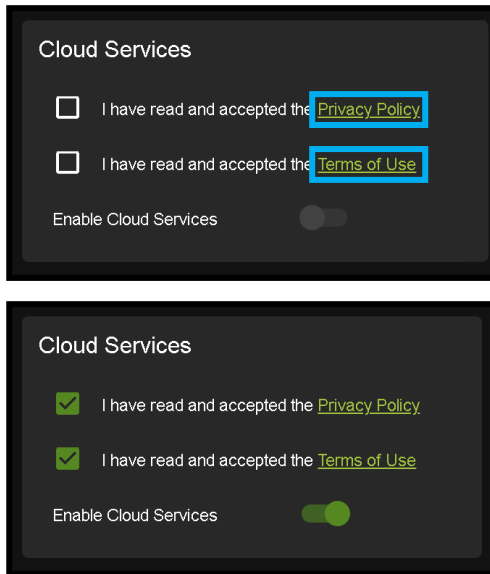 Cloud Services
I have read and accepted the Privacy Policy
I have read and accepted the Terms of Use
Enable Cloud Services
Cloud Services
I have read and accepted the Privacy Policy
I have read and accepted the Terms of Use
Enable Cloud Services